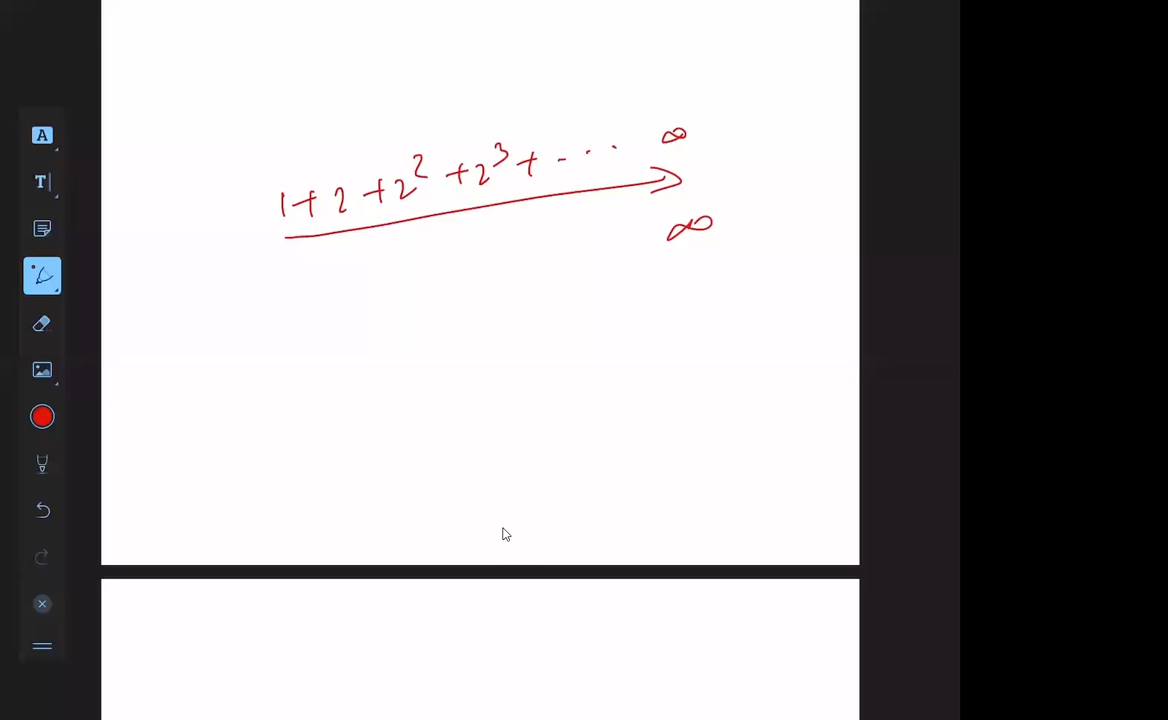 1 + 2 + 2² + 2³ + - · · · ∞
∞
A
T